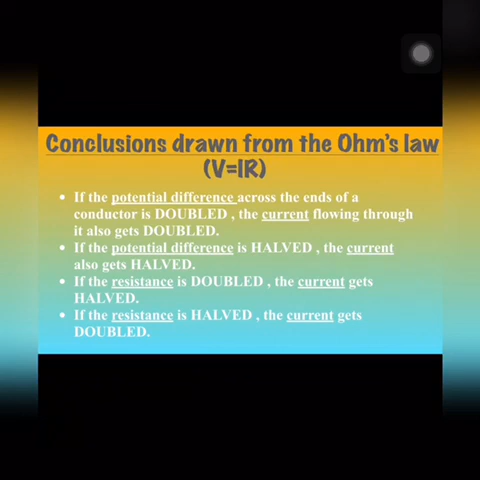 Conclusions drawn from the Ohm's law
(V=IR)
• If the potential difference across the ends of a
conductor is DOUBLED , the current flowing through
it also gets DOUBLED.
• If the potential difference is HALVED , the current
also gets HALVED.
• If the resistance is DOUBLED , the current gets
HALVED.
• If the resistance is HALVED , the current gets
DOUBLED.